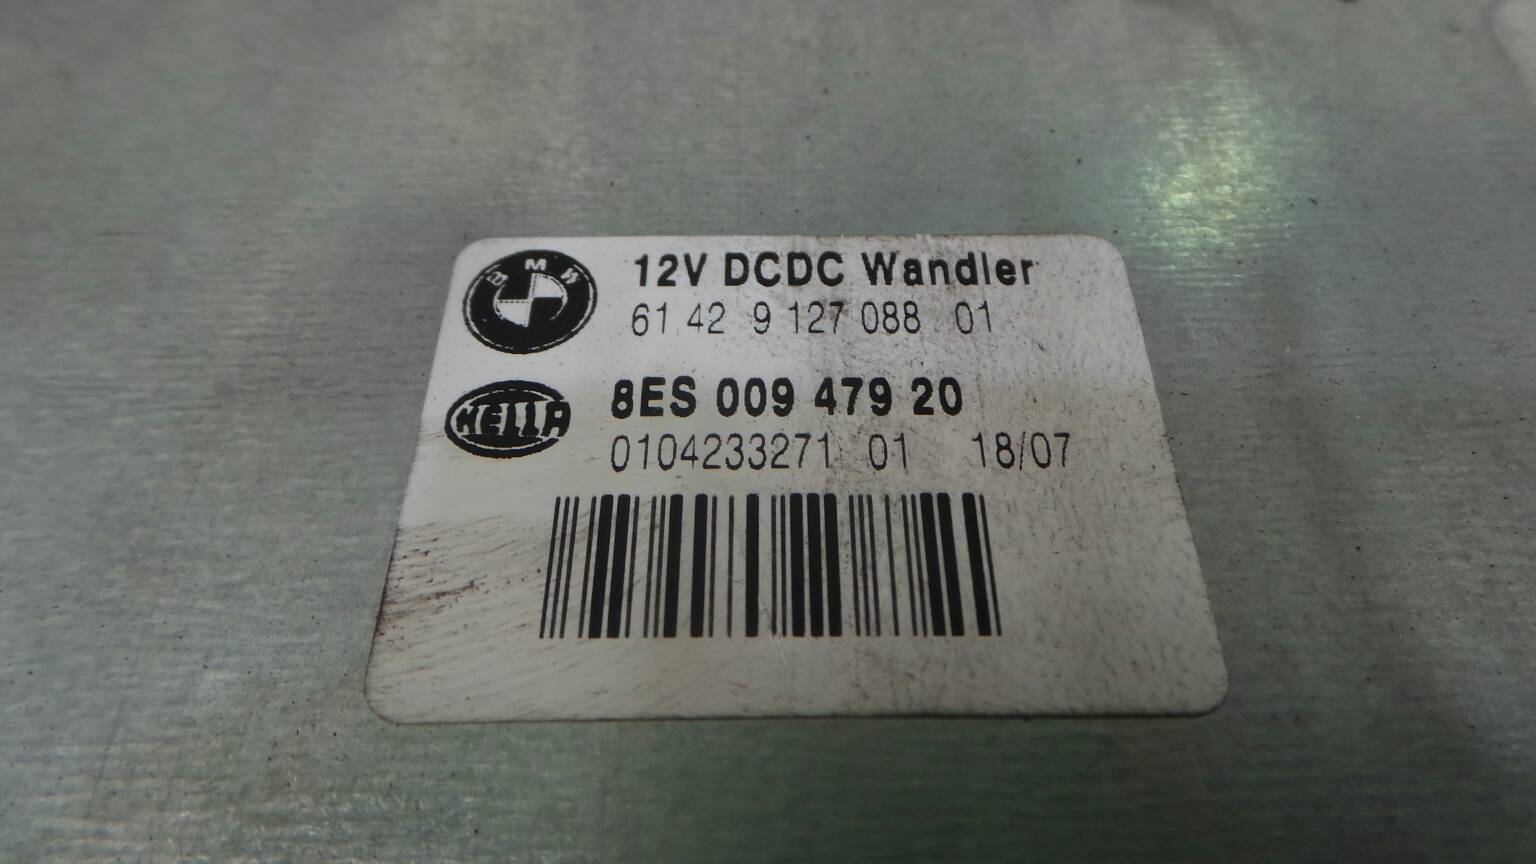 BMW
12V DCDC Wandler
61 42 9 127 088 01
HELLA
8ES 009 479 20
0104233271 01 18/07